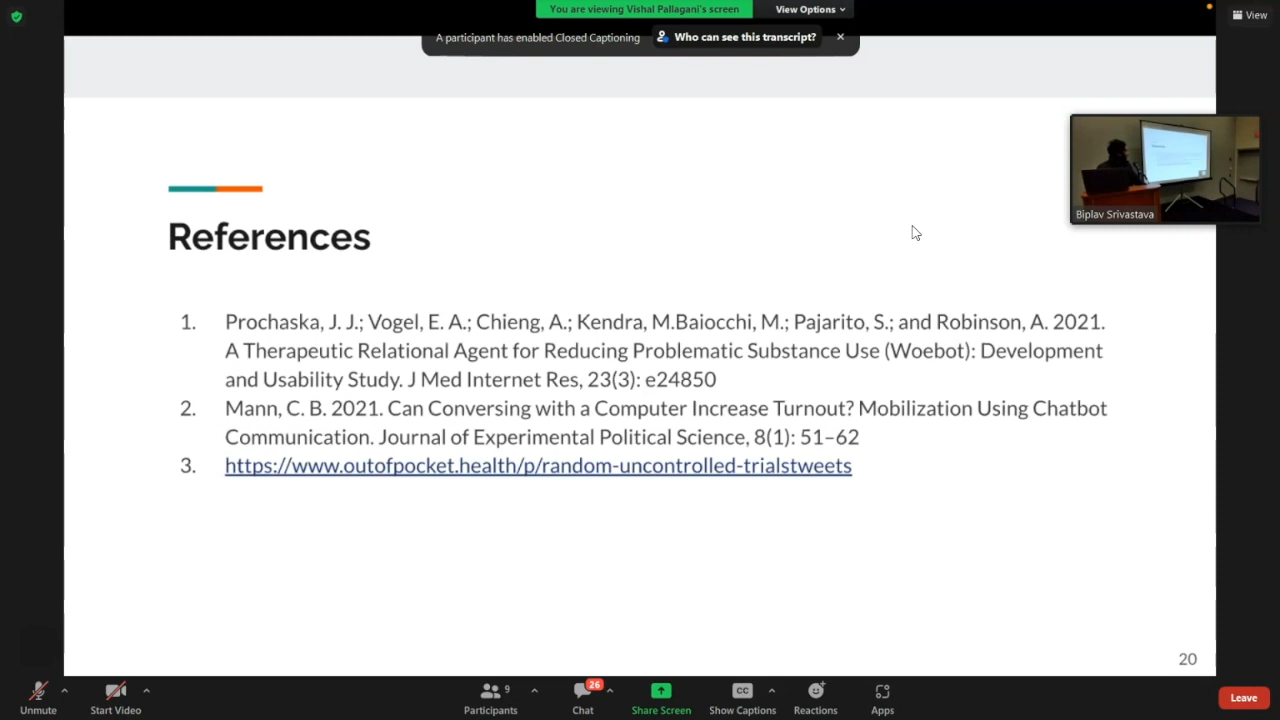 You are viewing Vishal Pallagani's screen
View Options
View
A participant has enabled Closed Captioning
Who can see this transcript?
Biplav Srivastava
References
1. Prochaska, J. J.; Vogel, E. A.; Chieng, A.; Kendra, M.Baiocchi, M.; Pajarito, S.; and Robinson, A. 2021.
A Therapeutic Relational Agent for Reducing Problematic Substance Use (Woebot): Development
and Usability Study. J Med Internet Res, 23(3): e24850
2. Mann, C. B. 2021. Can Conversing with a Computer Increase Turnout? Mobilization Using Chatbot
Communication. Journal of Experimental Political Science, 8(1): 51–62
3. https://www.outofpocket.health/p/random-uncontrolled-trialstweets
20
9
26
CC
Unmute
Start Video
Participants
Chat
Share Screen
Show Captions
Reactions
Apps
Leave